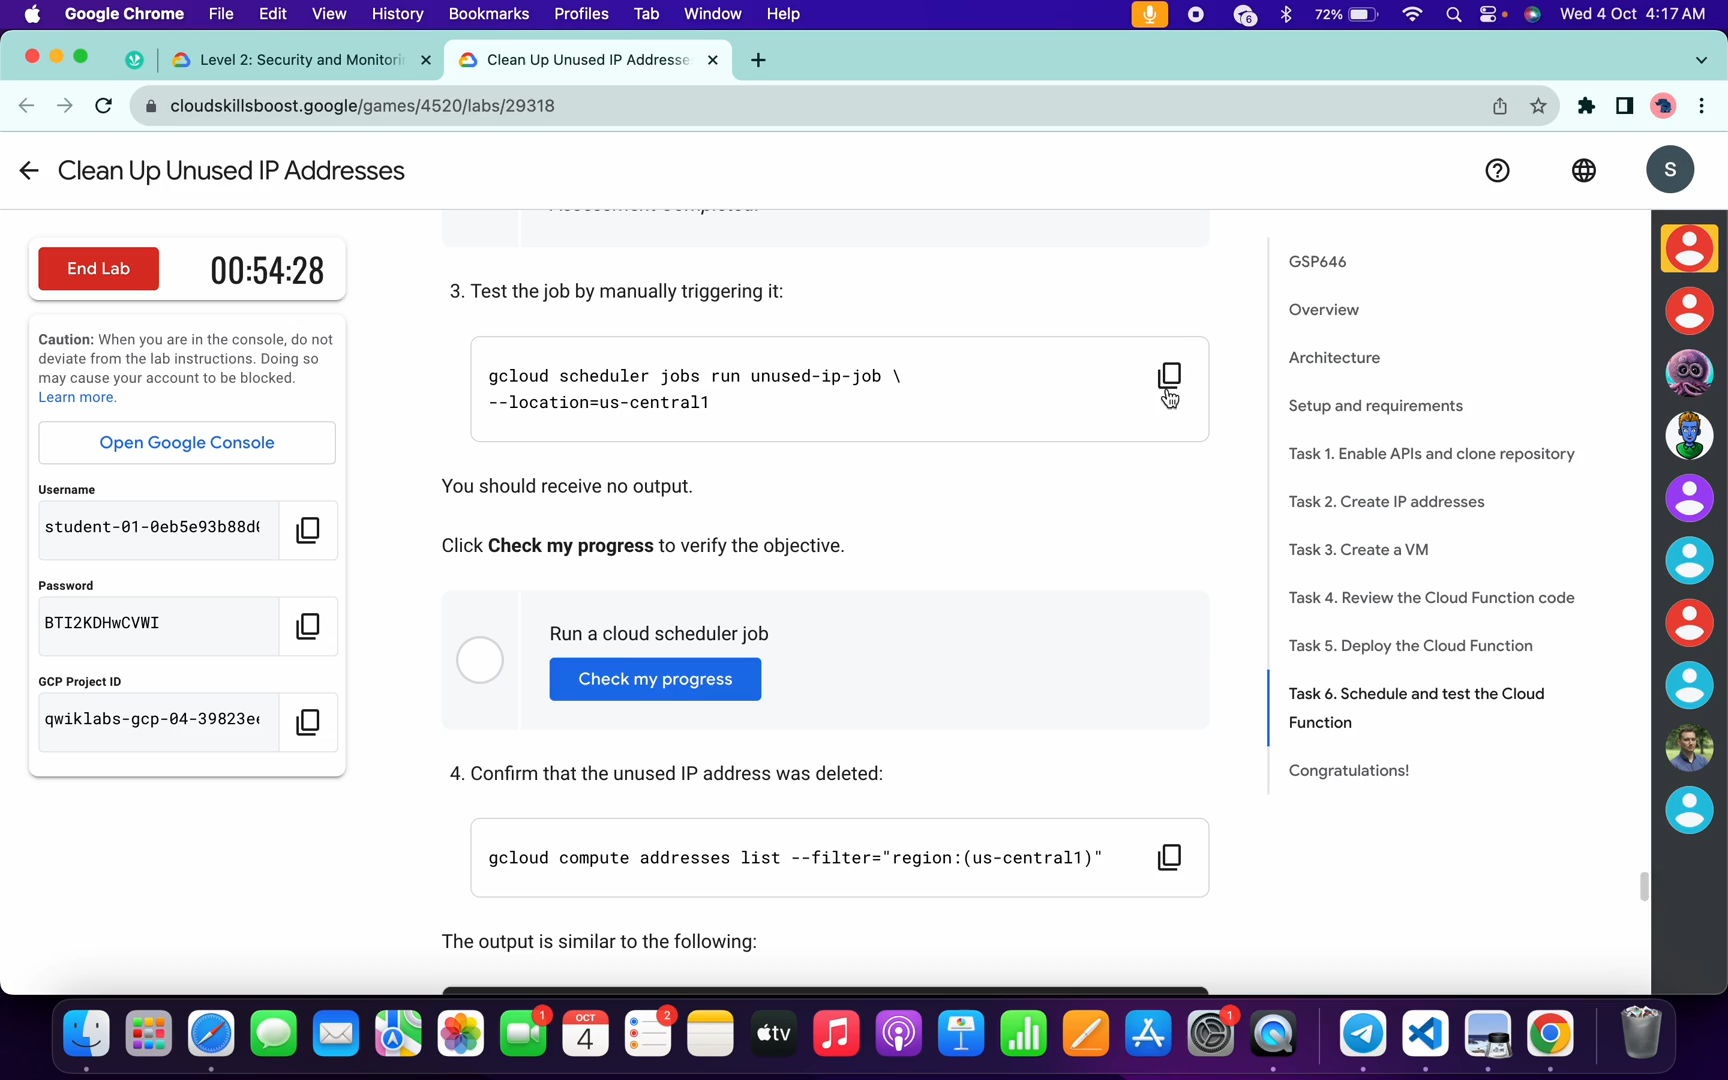 Google Chrome File Edit View History Bookmarks Profiles Tab Window Help 6 72% Wed 4 Oct 4:17 AM
Level 2: Security and Monitori
Clean Up Unused IP Addresse
cloudskillsboost.google/games/4520/labs/29318
Clean Up Unused IP Addresses
S
End Lab
00:54:28
Caution: When you are in the console, do not
deviate from the lab instructions. Doing so
may cause your account to be blocked.
Learn more.
Open Google Console
Username
student-01-0eb5e93b88d
Password
BTI2KDHwCVWI
GCP Project ID
qwiklabs-gcp-04-39823e
Assessment Completed!
3. Test the job by manually triggering it:
gcloud scheduler jobs run unused-ip-job \
--location=us-central1
You should receive no output.
Click Check my progress to verify the objective.
Run a cloud scheduler job
Check my progress
4. Confirm that the unused IP address was deleted:
gcloud compute addresses list --filter="region:(us-central1)"
The output is similar to the following:
GSP646
Overview
Architecture
Setup and requirements
Task 1. Enable APIs and clone repository
Task 2. Create IP addresses
Task 3. Create a VM
Task 4. Review the Cloud Function code
Task 5. Deploy the Cloud Function
Task 6. Schedule and test the Cloud
Function
Congratulations!
1
OCT
4
2
tv
1